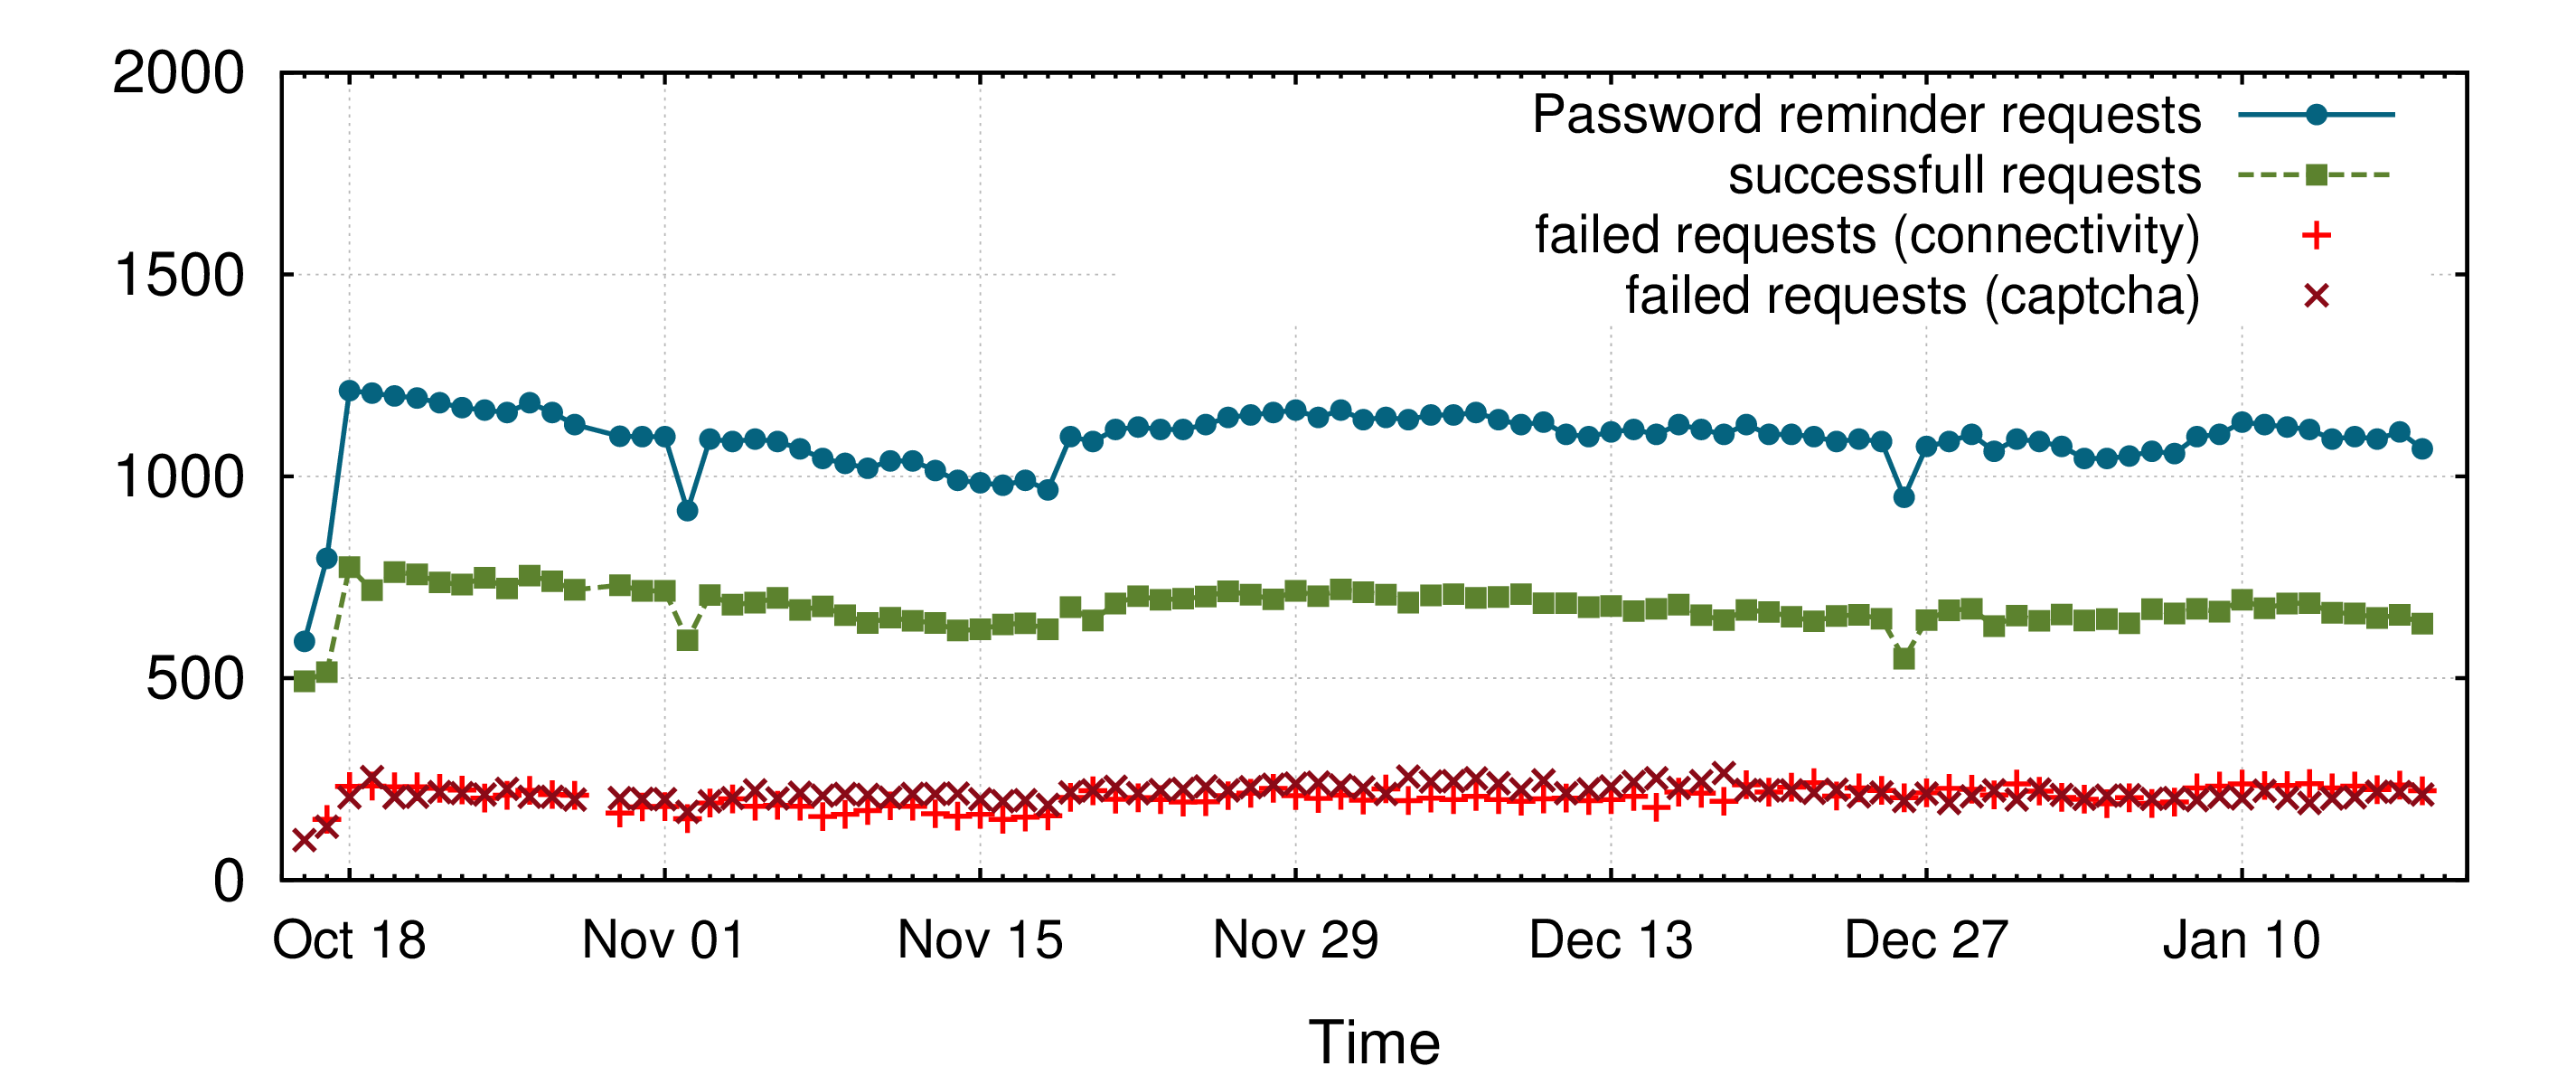 2000
1500
1000
500
0
Password reminder requests
successfull requests
failed requests (connectivity)
failed requests (captcha)
Oct 18 Nov 01 Nov 15 Nov 29 Dec 13 Dec 27 Jan 10
Time